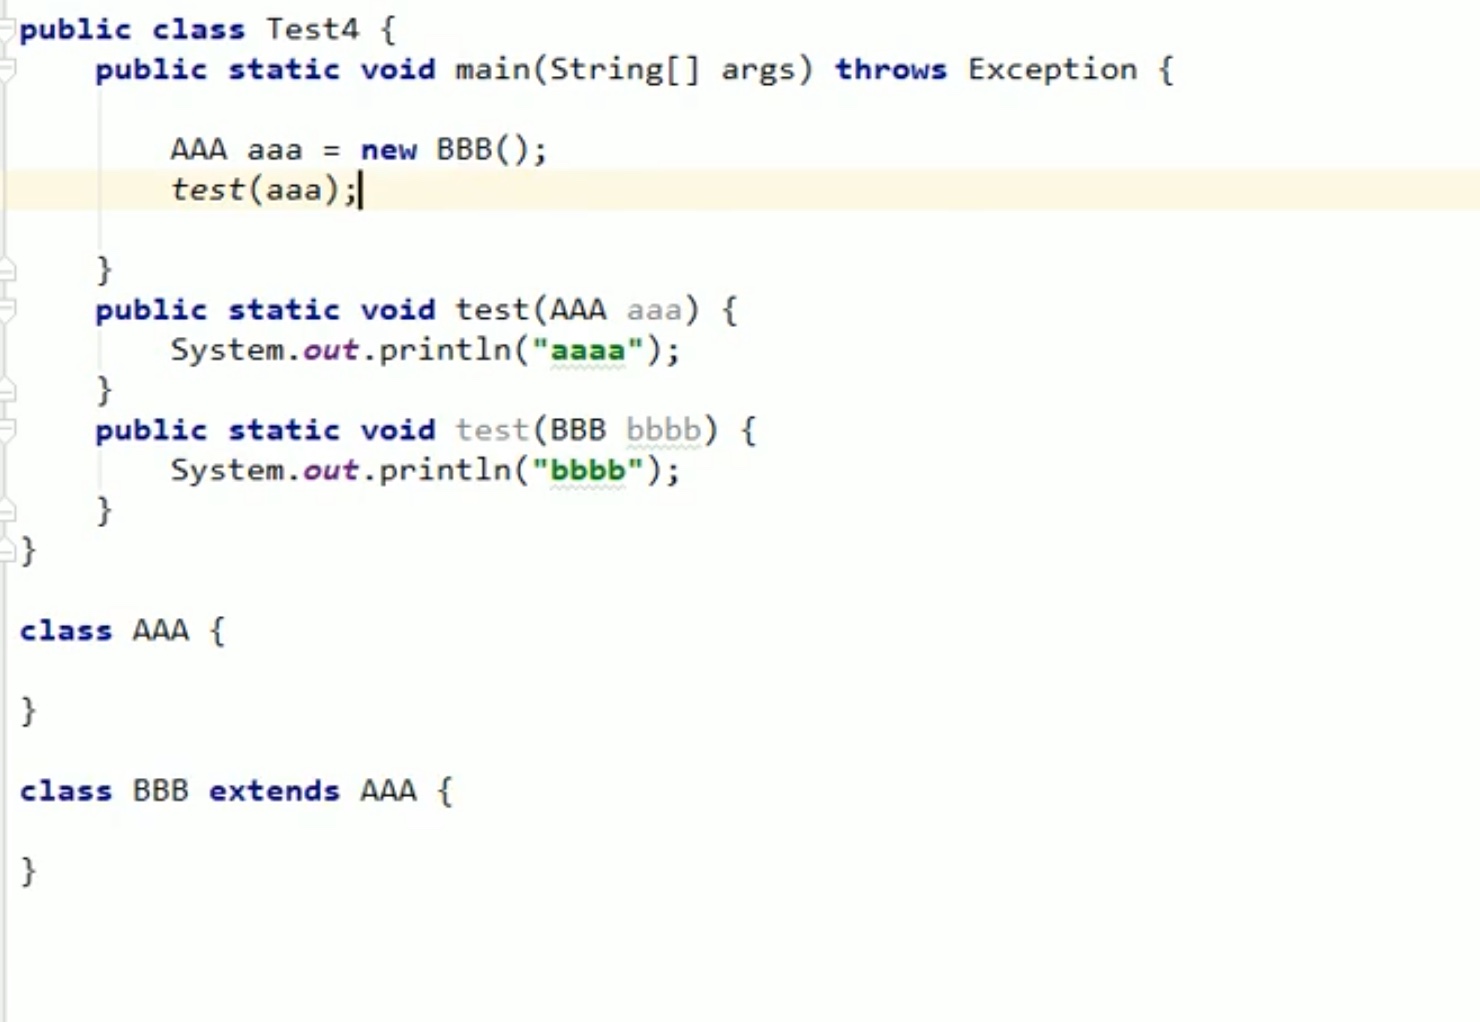 public class Test4 {
    public static void main(String[] args) throws Exception {
        AAA aaa = new BBB();
        test(aaa);
    }
    public static void test(AAA aaa) {
        System.out.println("aaaa");
    }
    public static void test(BBB bbbb) {
        System.out.println("bbbb");
    }
}
class AAA {
}
class BBB extends AAA {
}